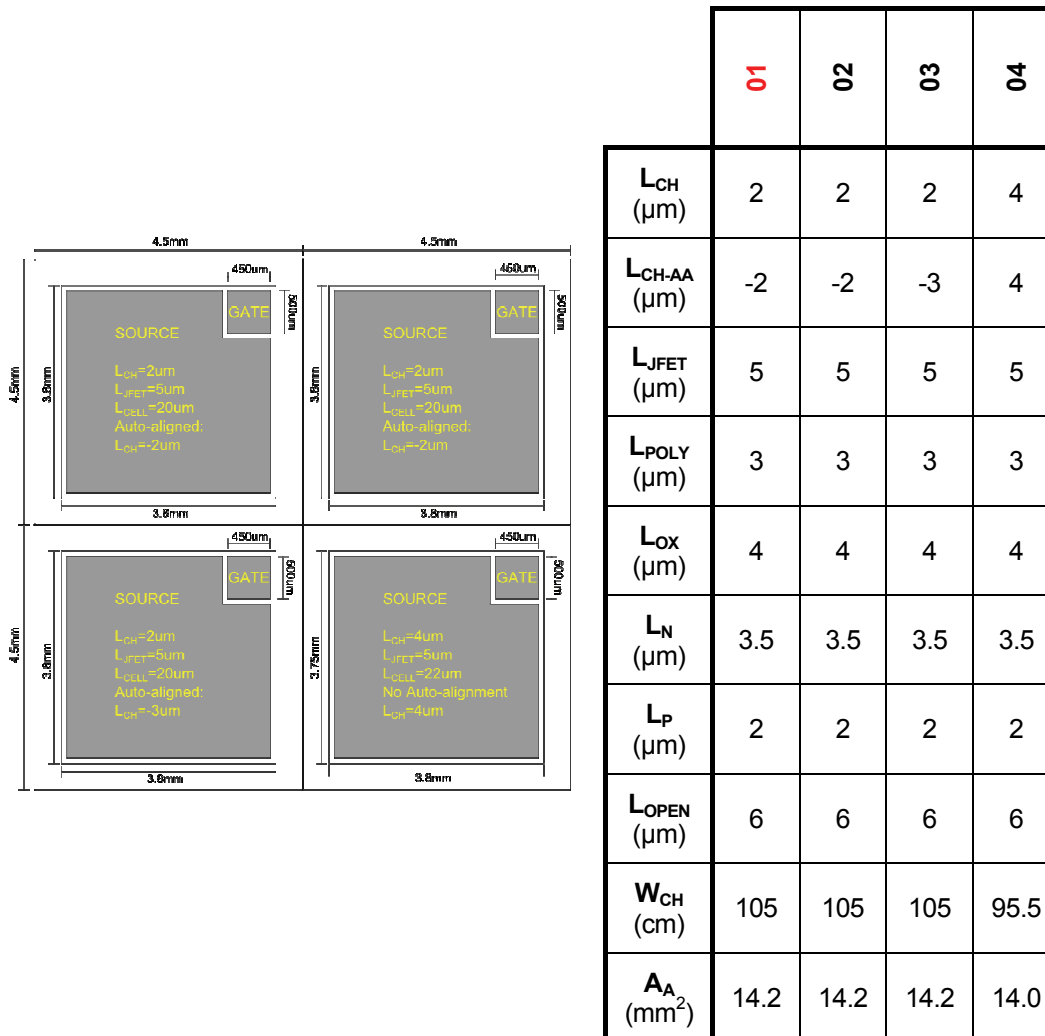 4.5mm 4.5mm
450um 450um
500um 500um
GATE GATE
SOURCE SOURCE
4.5mm 3.8mm 3.8mm
LCH=2um LCH=2um
LJFET=5um LJFET=5um
LCELL=20um LCELL=20um
Auto-aligned: Auto-aligned:
LCH=-2um LCH=-2um
3.8mm 3.8mm
450um 450um
500um 500um
GATE GATE
SOURCE SOURCE
4.5mm 3.8mm 3.75mm
LCH=2um LCH=4um
LJFET=5um LJFET=5um
LCELL=20um LCELL=22um
Auto-aligned: No Auto-alignment
LCH=-3um LCH=4um
3.8mm 3.8mm
01 02 03 04
LCH (µm) 2 2 2 4
LCH-AA (µm) -2 -2 -3 4
LJFET (µm) 5 5 5 5
LPOLY (µm) 3 3 3 3
LOX (µm) 4 4 4 4
LN (µm) 3.5 3.5 3.5 3.5
LP (µm) 2 2 2 2
LOPEN (µm) 6 6 6 6
WCH (cm) 105 105 105 95.5
AA (mm2) 14.2 14.2 14.2 14.0